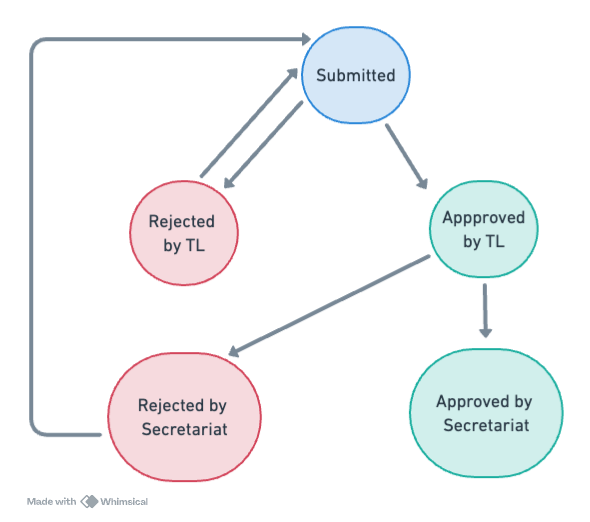 Submitted
Rejected
by TL
Appproved
by TL
Rejected by
Secretariat
Approved by
Secretariat
Made with Whimsical